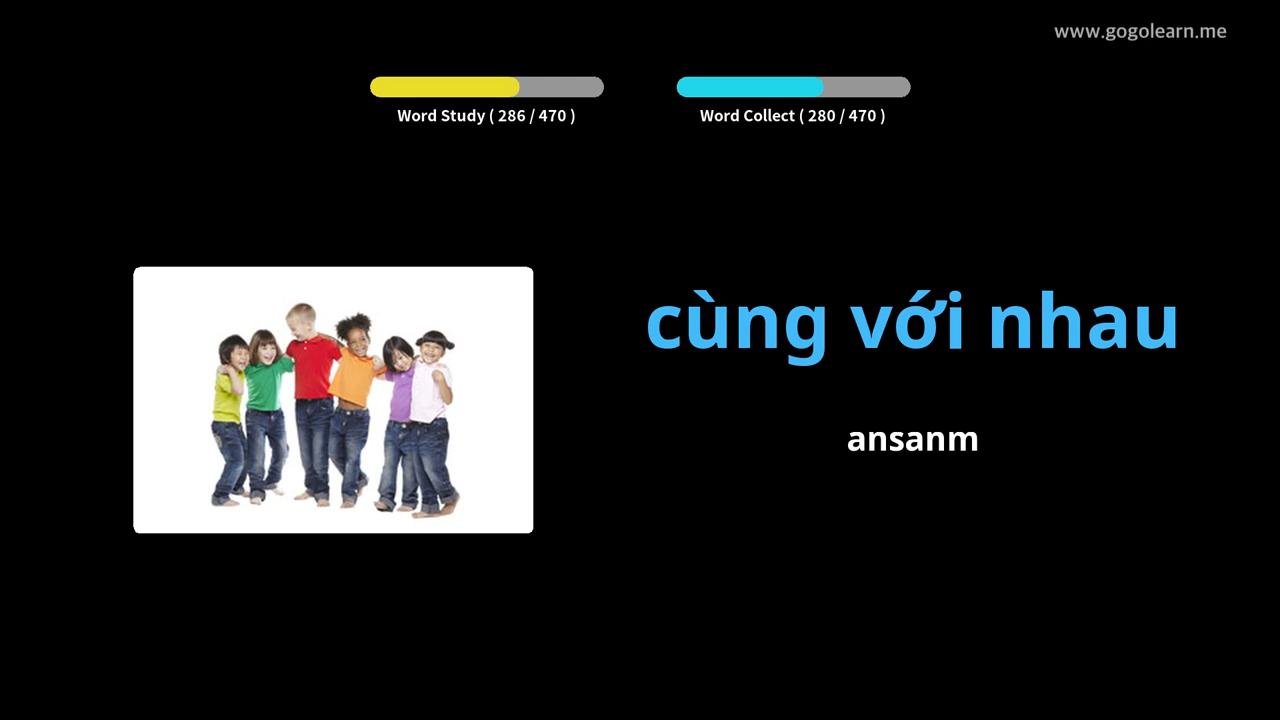 www.gogolearn.me
Word Study ( 286 / 470 )
Word Collect ( 280 / 470 )
cùng với nhau
ansanm